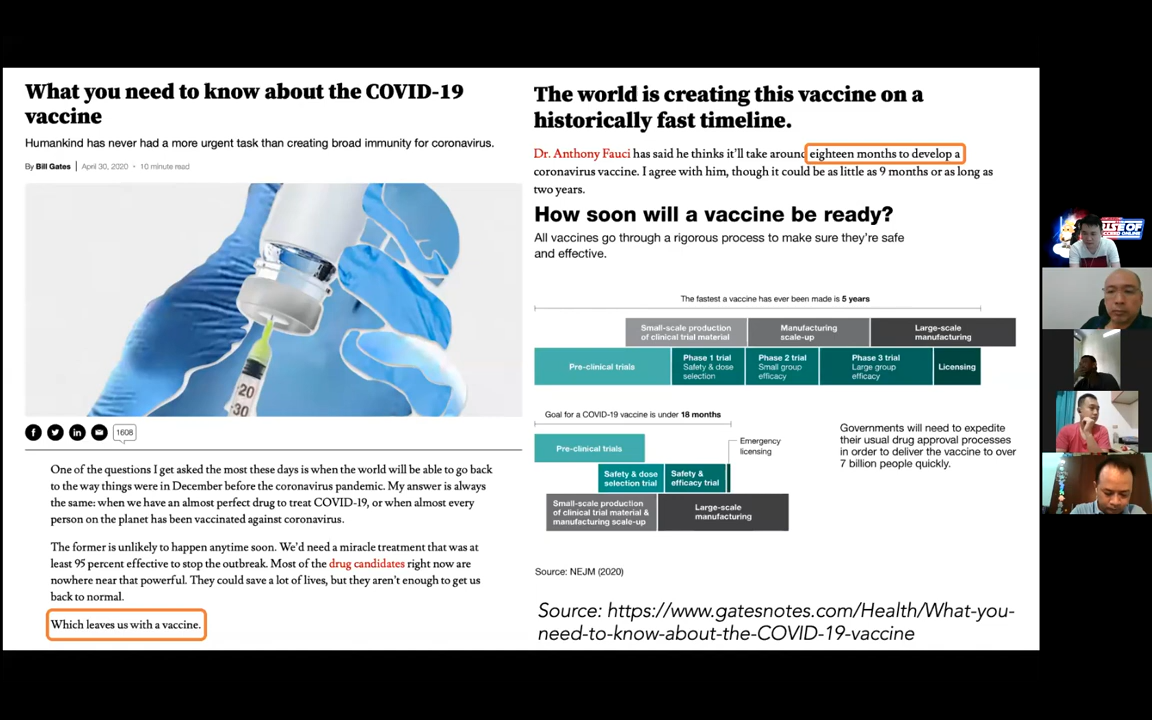 What you need to know about the COVID-19
vaccine
Humankind has never had a more urgent task than creating broad immunity for coronavirus.
By Bill Gates | April 30, 2020 · 10 minute read
20
30
1608
One of the questions I get asked the most these days is when the world will be able to go back
to the way things were in December before the coronavirus pandemic. My answer is always
the same: when we have an almost perfect drug to treat COVID-19, or when almost every
person on the planet has been vaccinated against coronavirus.
The former is unlikely to happen anytime soon. We'd need a miracle treatment that was at
least 95 percent effective to stop the outbreak. Most of the drug candidates right now are
nowhere near that powerful. They could save a lot of lives, but they aren't enough to get us
back to normal.
Which leaves us with a vaccine.
The world is creating this vaccine on a
historically fast timeline.
Dr. Anthony Fauci has said he thinks it'll take around eighteen months to develop a
coronavirus vaccine. I agree with him, though it could be as little as 9 months or as long as
two years.
How soon will a vaccine be ready?
All vaccines go through a rigorous process to make sure they're safe
and effective.
The fastest a vaccine has ever been made is 5 years
Small-scale production
of clinical trial material
Manufacturing
scale-up
Large-scale
manufacturing
Pre-clinical trials
Phase 1 trial
Safety & dose
selection
Phase 2 trial
Small group
efficacy
Phase 3 trial
Large group
efficacy
Licensing
Goal for a COVID-19 vaccine is under 18 months
Emergency
licensing
Pre-clinical trials
Safety & dose
selection trial
Safety &
efficacy trial
Small-scale production
of clinical trial material &
manufacturing scale-up
Large-scale
manufacturing
Governments will need to expedite
their usual drug approval processes
in order to deliver the vaccine to over
7 billion people quickly.
Source: NEJM (2020)
Source: https://www.gatesnotes.com/Health/What-you-
need-to-know-about-the-COVID-19-vaccine
RISE OF